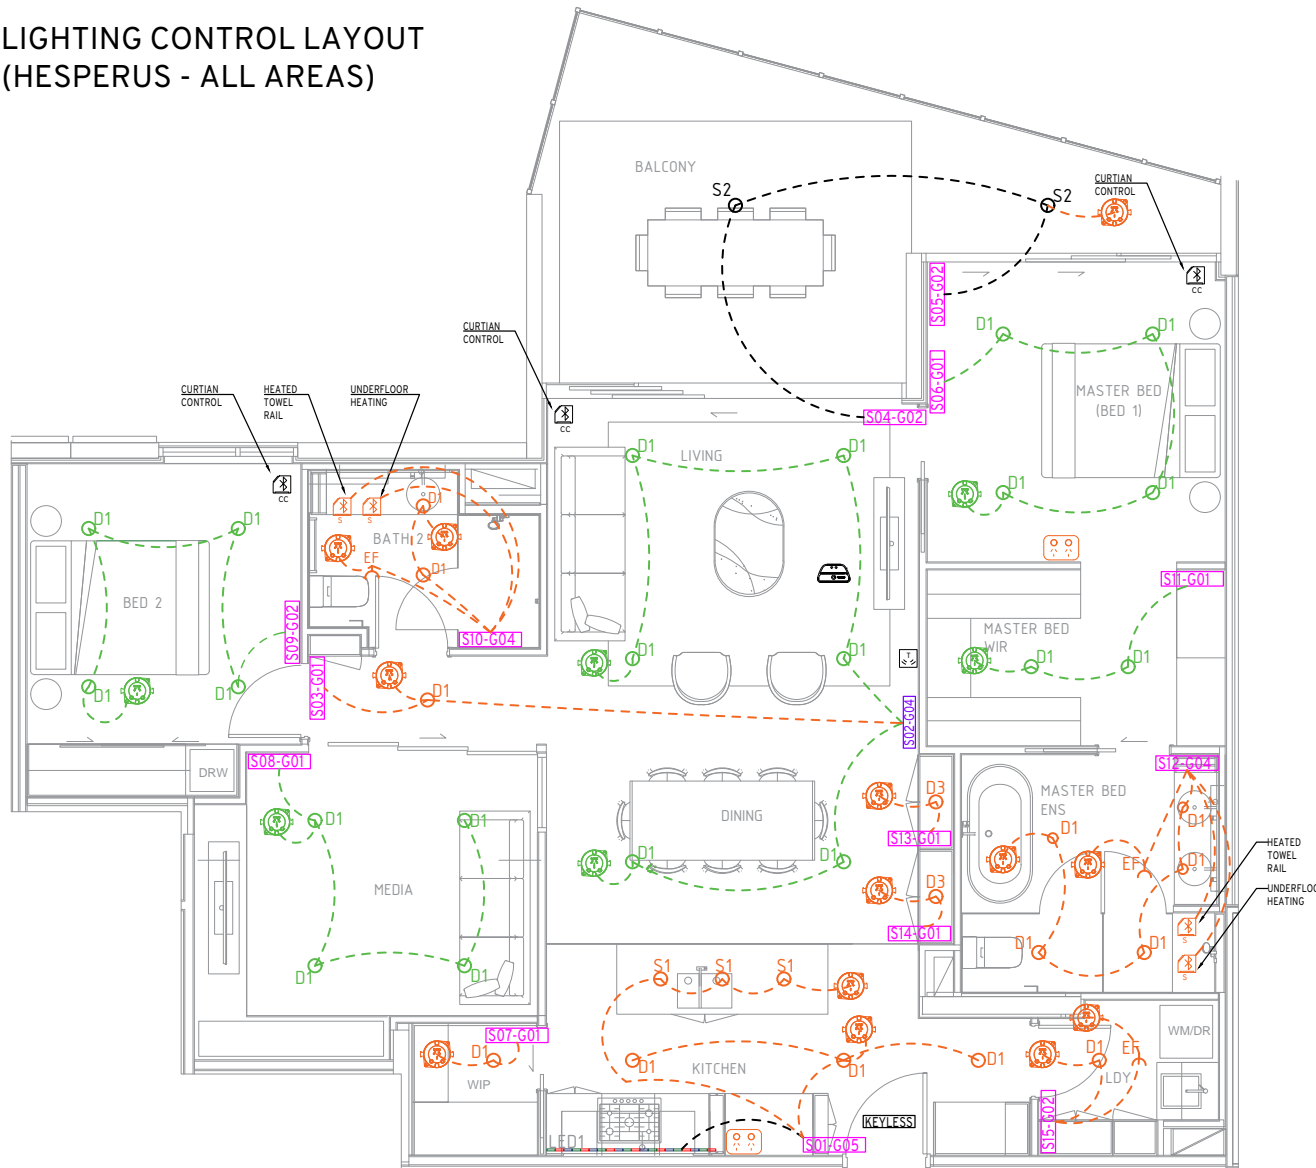 LIGHTING CONTROL LAYOUT
(HESPERUS - ALL AREAS)
BALCONY
S2
S2
CURTIAN
CONTROL
CC
S05-G02
D1
D1
S06-G01
MASTER BED
(BED 1)
S04-G02
D1
D1
CURTIAN
CONTROL
CC
CURTIAN
CONTROL
CC
HEATED
TOWEL
RAIL
UNDERFLOOR
HEATING
S
S
D1
BATH 2
EF
D1
S10-G04
D1
D1
BED 2
S09-G02
D1
D1
LIVING
D1
D1
D1
D1
T
S02-G04
S11-G01
MASTER BED
WIR
D1
D1
S03-G01
D1
DRW
S08-G01
D1
D1
MEDIA
D1
D1
DINING
D1
D1
D3
S13-G01
D3
S14-G01
S12-G04
MASTER BED
ENS
D1
D1
EF
D1
D1
D1
HEATED
TOWEL
RAIL
UNDERFLOO
HEATING
S
S
S1
S1
S1
S07-G01
D1
WIP
D1
KITCHEN
D1
D1
D1
EF
LDY
WM/DR
LED1
S01-G05
KEYLESS
S15-G02